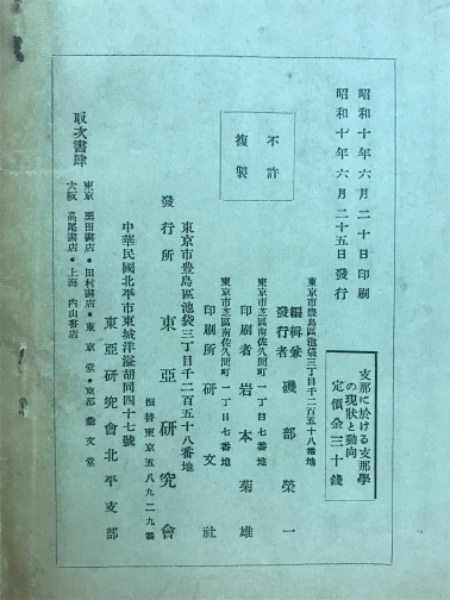 昭和十年六月二十日印刷
昭和十年六月二十五日發行
不許
複製
支那に於ける支那學
の現狀と動向
定價金三十錢
東京市豊島區池袋三丁目千二百五十八番地
編輯兼
發行者 磯部榮一
東京市芝區南佐久間町一丁目七番地
印刷者 岩本菊雄
東京市芝區南佐久間町一丁目七番地
印刷所 研文社
東京市豊島區池袋三丁目千二百五十八番地
發行所 東亞研究會
振替東京五八九二九番
中華民國北平市東城洋溢胡同四十七號
東亞研究會北平支部
取次書肆
東京 栗田書店・田村書店・東京堂・京都 彙文堂
大阪 高尾書店・上海 內山書店